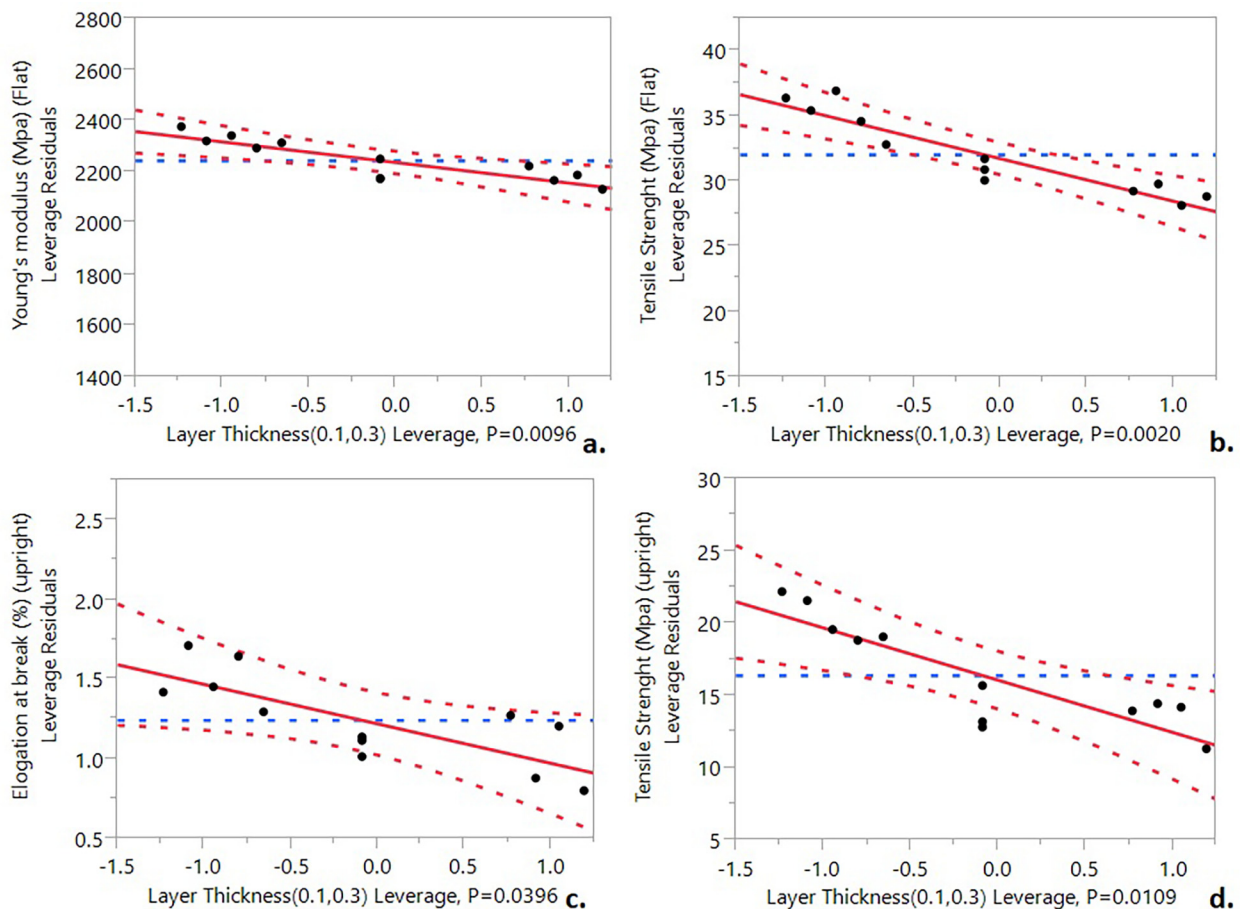 2800
2600
2400
2200
2000
1800
1600
1400
Young's modulus (Mpa) (Flat)
Leverage Residuals
-1.5 -1.0 -0.5 0.0 0.5 1.0
Layer Thickness(0.1,0.3) Leverage, P=0.0096
a.
40
35
30
25
20
15
Tensile Strenght (Mpa) (Flat)
Leverage Residuals
-1.5 -1.0 -0.5 0.0 0.5 1.0
Layer Thickness(0.1,0.3) Leverage, P=0.0020
b.
2.5
2.0
1.5
1.0
0.5
Elogation at break (%) (upright)
Leverage Residuals
-1.5 -1.0 -0.5 0.0 0.5 1.0
Layer Thickness(0.1,0.3) Leverage, P=0.0396
c.
30
25
20
15
10
5
Tensile Strenght (Mpa) (upright)
Leverage Residuals
-1.5 -1.0 -0.5 0.0 0.5 1.0
Layer Thickness(0.1,0.3) Leverage, P=0.0109
d.